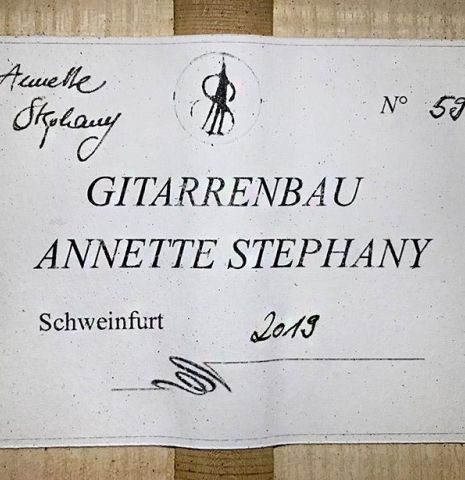 Annette
Stephany
N° 59
GITARRENBAU
ANNETTE STEPHANY
Schweinfurt 2019